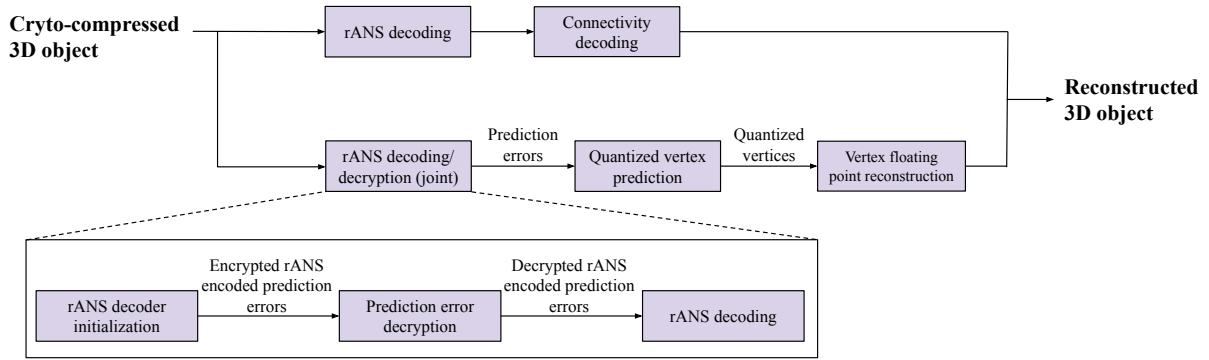 Cryto-compressed
3D object
rANS decoding
Connectivity
decoding
Reconstructed
3D object
rANS decoding/
decryption (joint)
Prediction
errors
Quantized vertex
prediction
Quantized
vertices
Vertex floating
point reconstruction
rANS decoder
initialization
Encrypted rANS
encoded prediction
errors
Prediction error
decryption
Decrypted rANS
encoded prediction
errors
rANS decoding